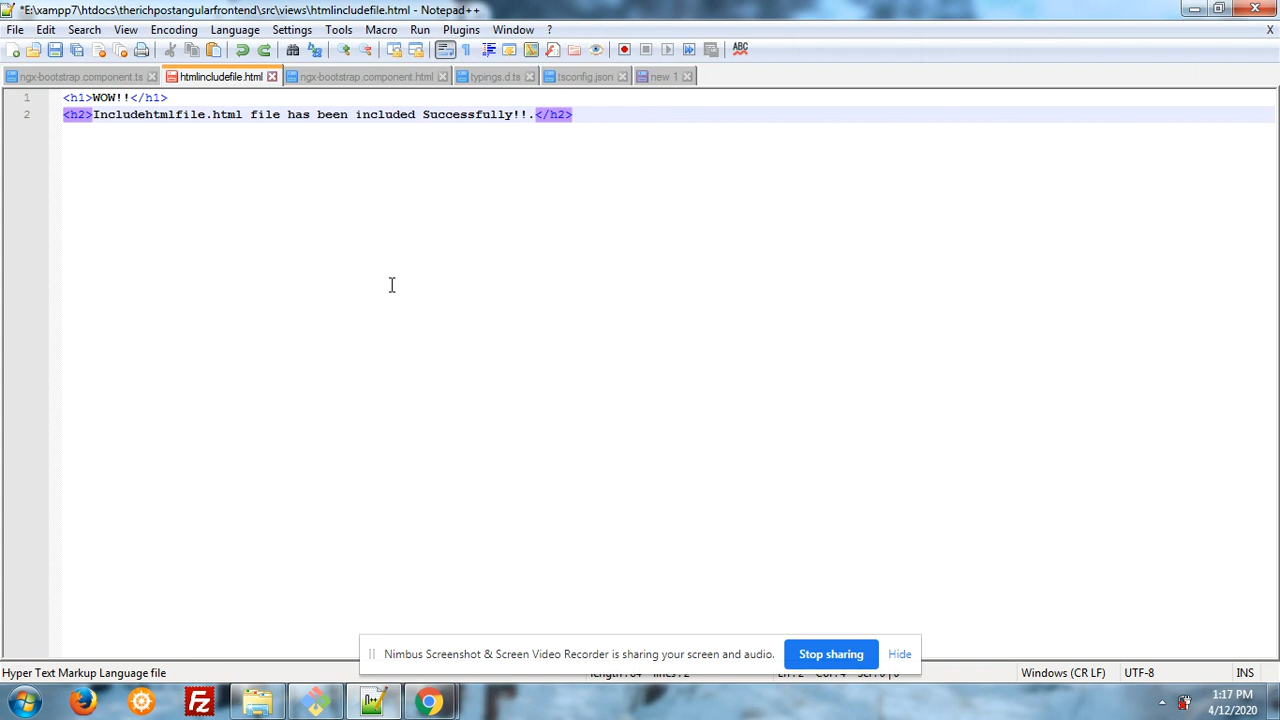 *E:\xampp7\htdocs\therichpostangularfrontend\src\views\htmlincludefile.html - Notepad++
X
File Edit Search View Encoding Language Settings Tools Macro Run Plugins Window ? X
ABC
ngx-bootstrap.component.ts htmlincludefile.html ngx-bootstrap.component.html typings.d.ts tsconfig.json new 1
1 <h1>WOW!!</h1>
2 <h2>Includehtmlfile.html file has been included Successfully!!.</h2>
Nimbus Screenshot & Screen Video Recorder is sharing your screen and audio. Stop sharing Hide
Hyper Text Markup Language file Windows (CR LF) UTF-8 INS
Fz
1:17 PM
4/12/2020